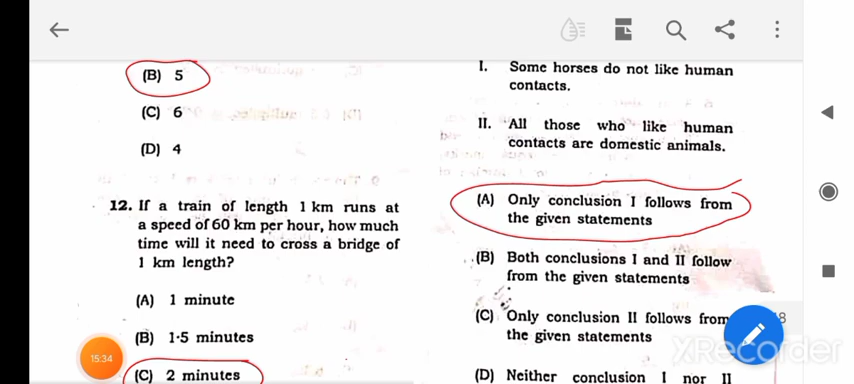 (B) 5
(C) 6
(D) 4
12. If a train of length 1 km runs at
a speed of 60 km per hour, how much
time will it need to cross a bridge of
1 km length?
(A) 1 minute
(B) 1·5 minutes
(C) 2 minutes
I. Some horses do not like human
contacts.
II. All those who like human
contacts are domestic animals.
(A) Only conclusion I follows from
the given statements
(B) Both conclusions I and II follow
from the given statements
(C) Only conclusion II follows from
the given statements
(D) Neither conclusion I nor II
15:34
8
XRecorder